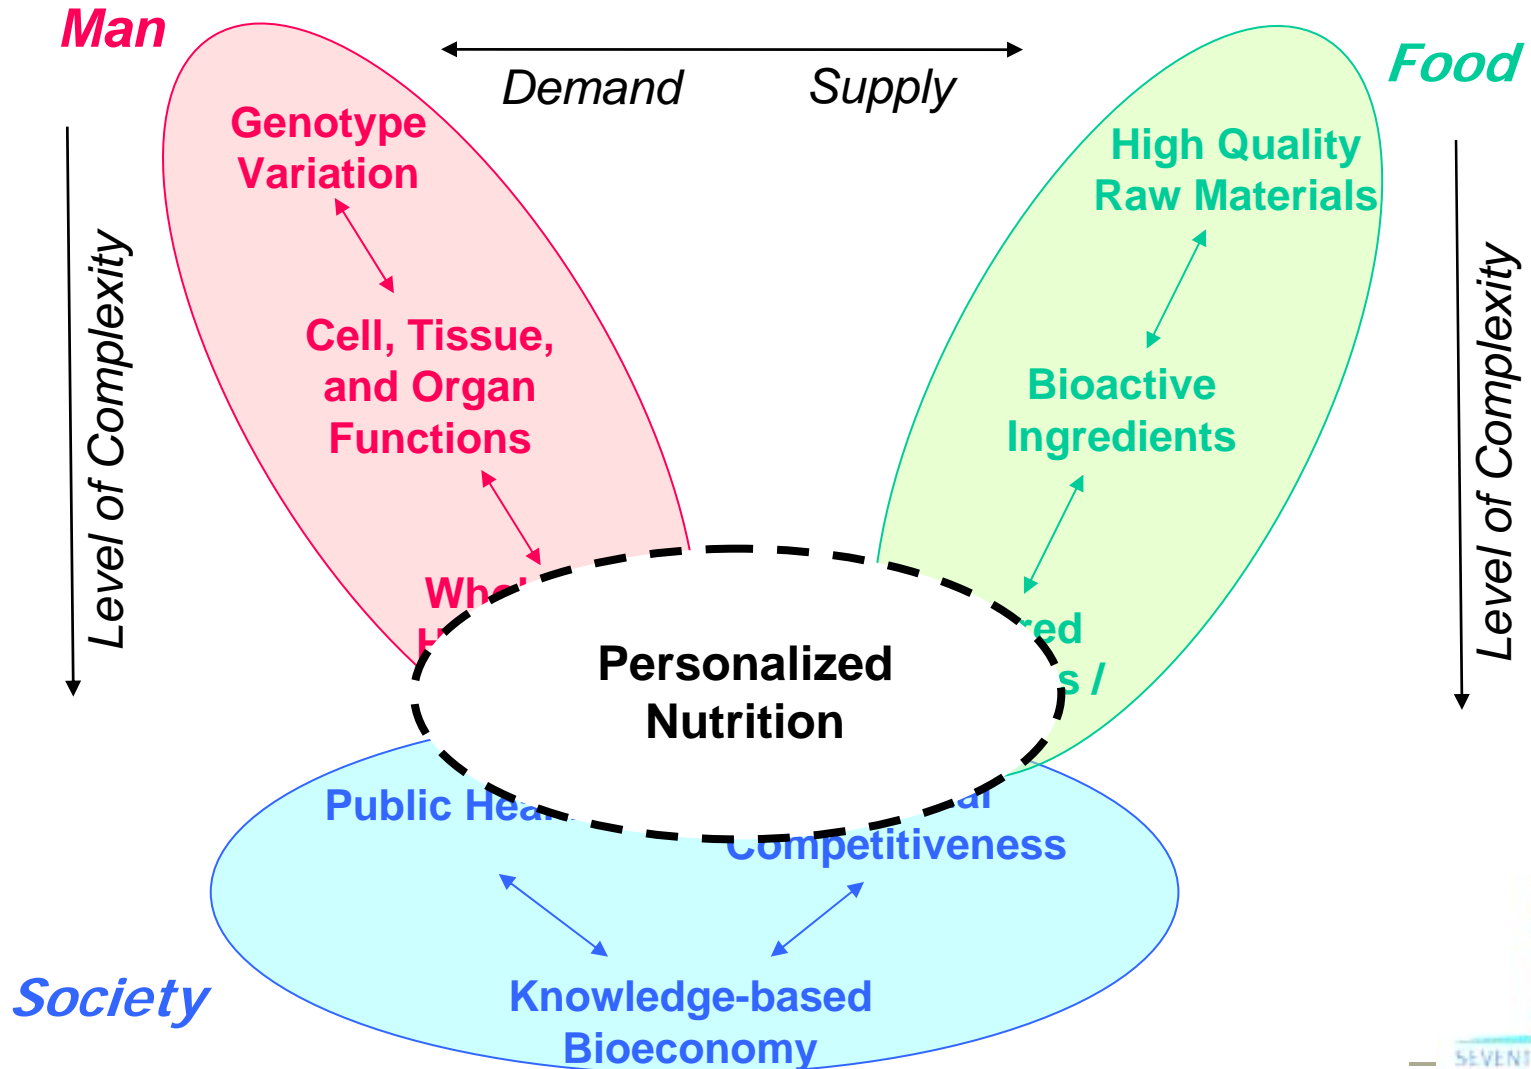 Man
Demand
Supply
Food
Genotype
Variation
High Quality
Raw Materials
Level of Complexity
Level of Complexity
Cell, Tissue,
and Organ
Functions
Bioactive
Ingredients
Personalized
Nutrition
Public
Competitiveness
Society
Knowledge-based
Bioeconomy